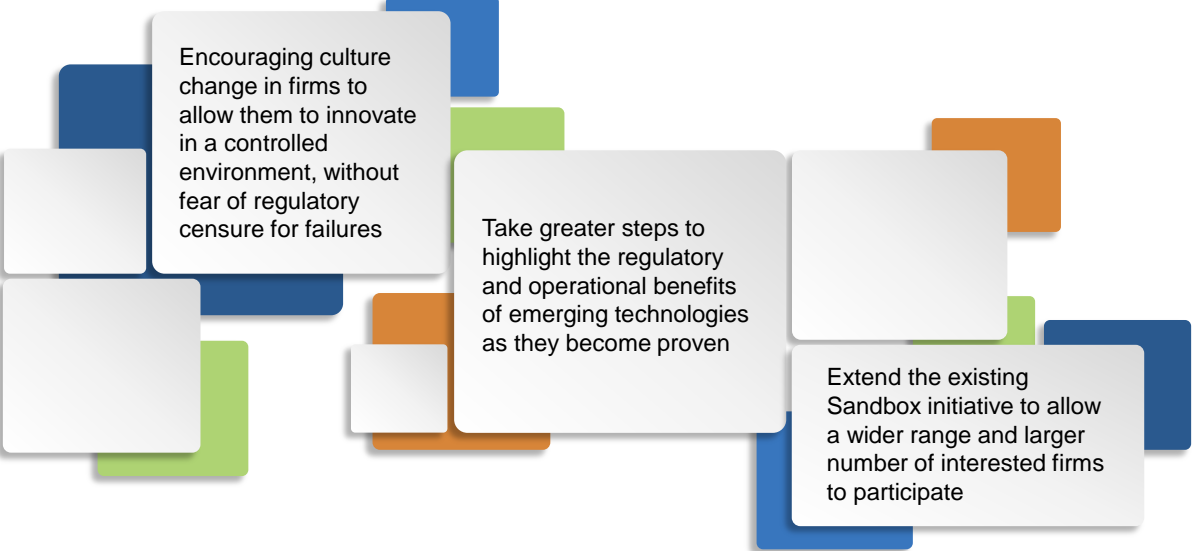 Encouraging culture
change in firms to
allow them to innovate
in a controlled
environment, without
fear of regulatory
censure for failures
Take greater steps to
highlight the regulatory
and operational benefits
of emerging technologies
as they become proven
Extend the existing
Sandbox initiative to allow
a wider range and larger
number of interested firms
to participate